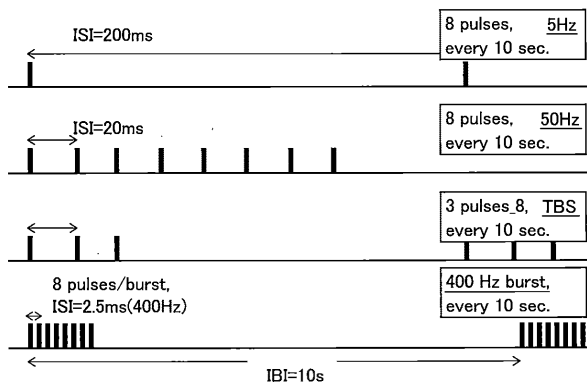 ISI=200ms
8 pulses, 5Hz
every 10 sec.
ISI=20ms
8 pulses, 50Hz
every 10 sec.
3 pulses_8, TBS
every 10 sec.
8 pulses/burst,
ISI=2.5ms(400Hz)
400 Hz burst,
every 10 sec.
IBI=10s